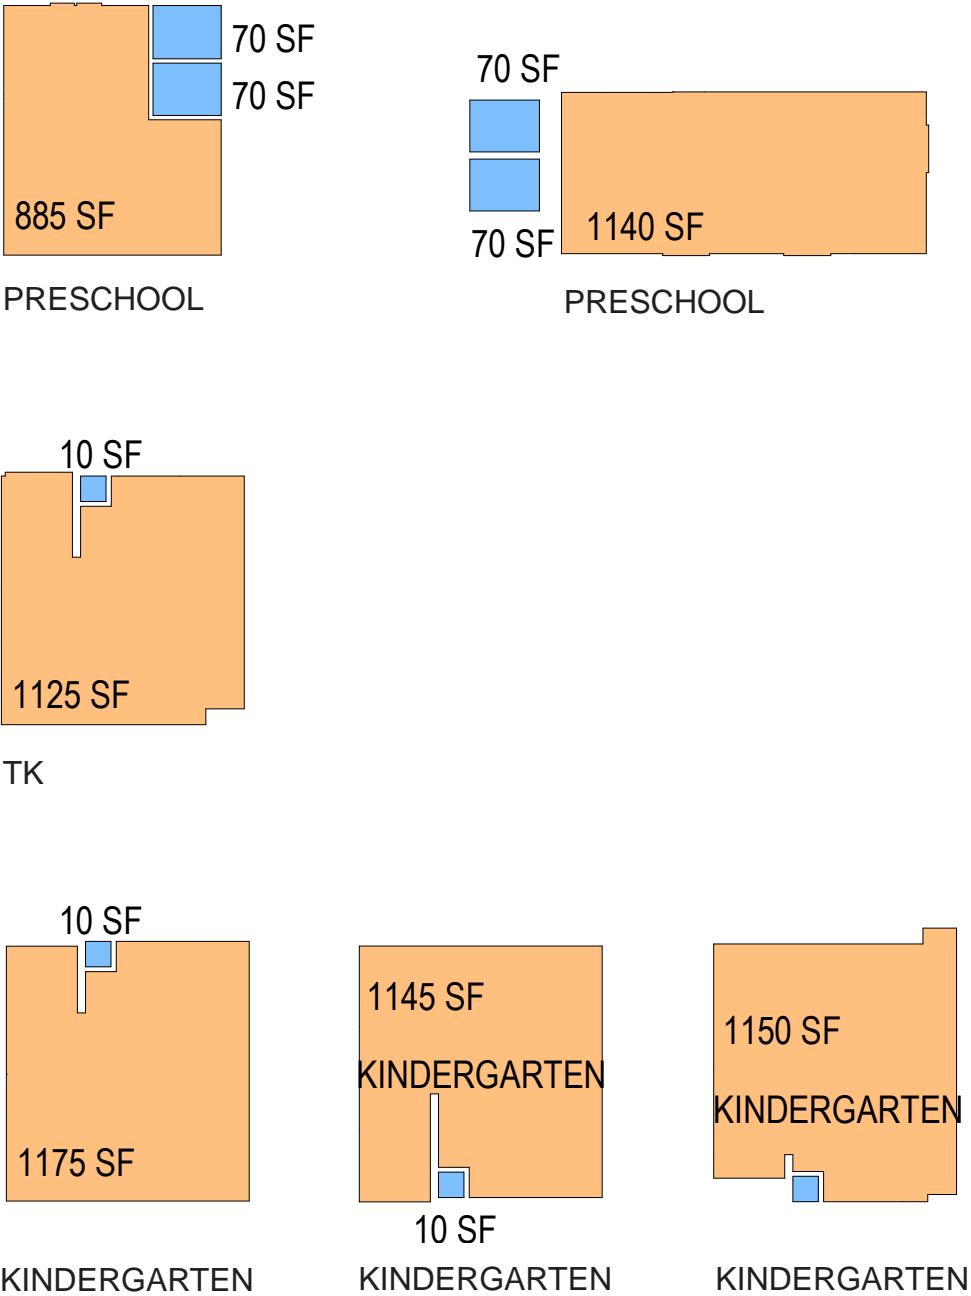 70 SF
70 SF
885 SF
PRESCHOOL
70 SF
70 SF
1140 SF
PRESCHOOL
10 SF
1125 SF
TK
10 SF
1175 SF
KINDERGARTEN
1145 SF
KINDERGARTEN
10 SF
KINDERGARTEN
1150 SF
KINDERGARTEN
KINDERGARTEN